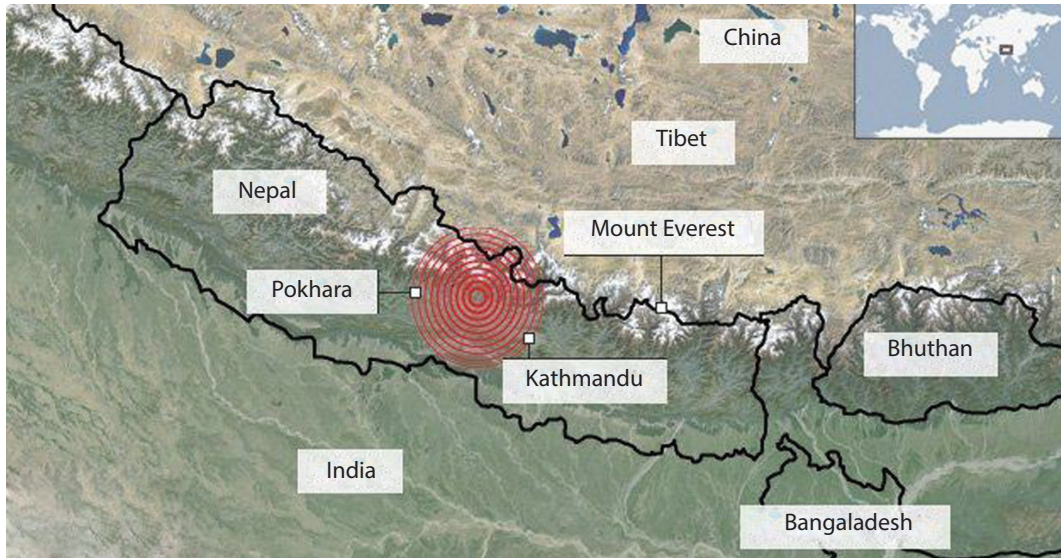 China
Tibet
Nepal
Mount Everest
Pokhara
Bhuthan
Kathmandu
India
Bangaladesh